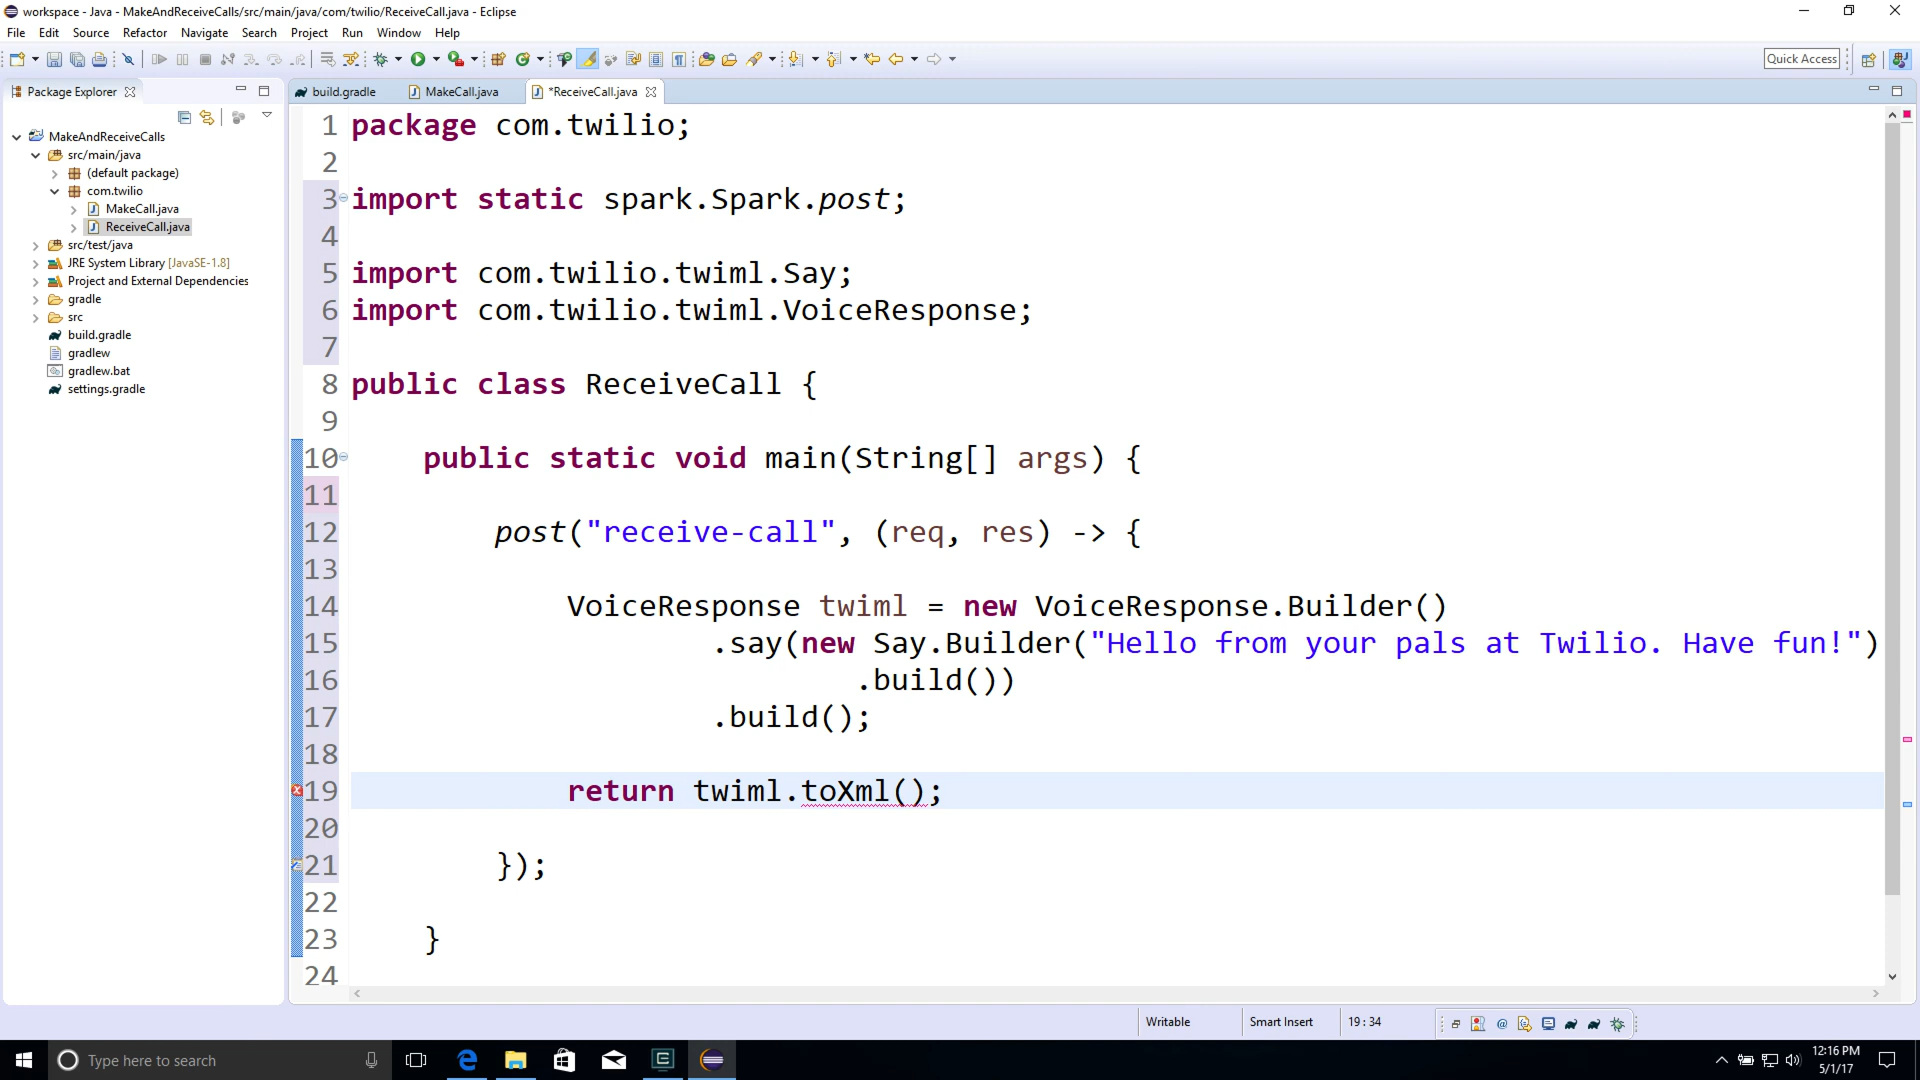 workspace - Java - MakeAndReceiveCalls/src/main/java/com/twilio/ReceiveCall.java - Eclipse
File Edit Source Refactor Navigate Search Project Run Window Help
Quick Access
Package Explorer
build.gradle MakeCall.java *ReceiveCall.java
MakeAndReceiveCalls
src/main/java
(default package)
com.twilio
MakeCall.java
ReceiveCall.java
src/test/java
JRE System Library [JavaSE-1.8]
Project and External Dependencies
gradle
src
build.gradle
gradlew
gradlew.bat
settings.gradle
1 package com.twilio;
2
3 import static spark.Spark.post;
4
5 import com.twilio.twiml.Say;
6 import com.twilio.twiml.VoiceResponse;
7
8 public class ReceiveCall {
9
10 public static void main(String[] args) {
11
12 post("receive-call", (req, res) -> {
13
14 VoiceResponse twiml = new VoiceResponse.Builder()
15 .say(new Say.Builder("Hello from your pals at Twilio. Have fun!")
16 .build())
17 .build();
18
19 return twiml.toXml();
20
21 });
22
23 }
24
Writable Smart Insert 19 : 34
Type here to search
12:16 PM
5/1/17